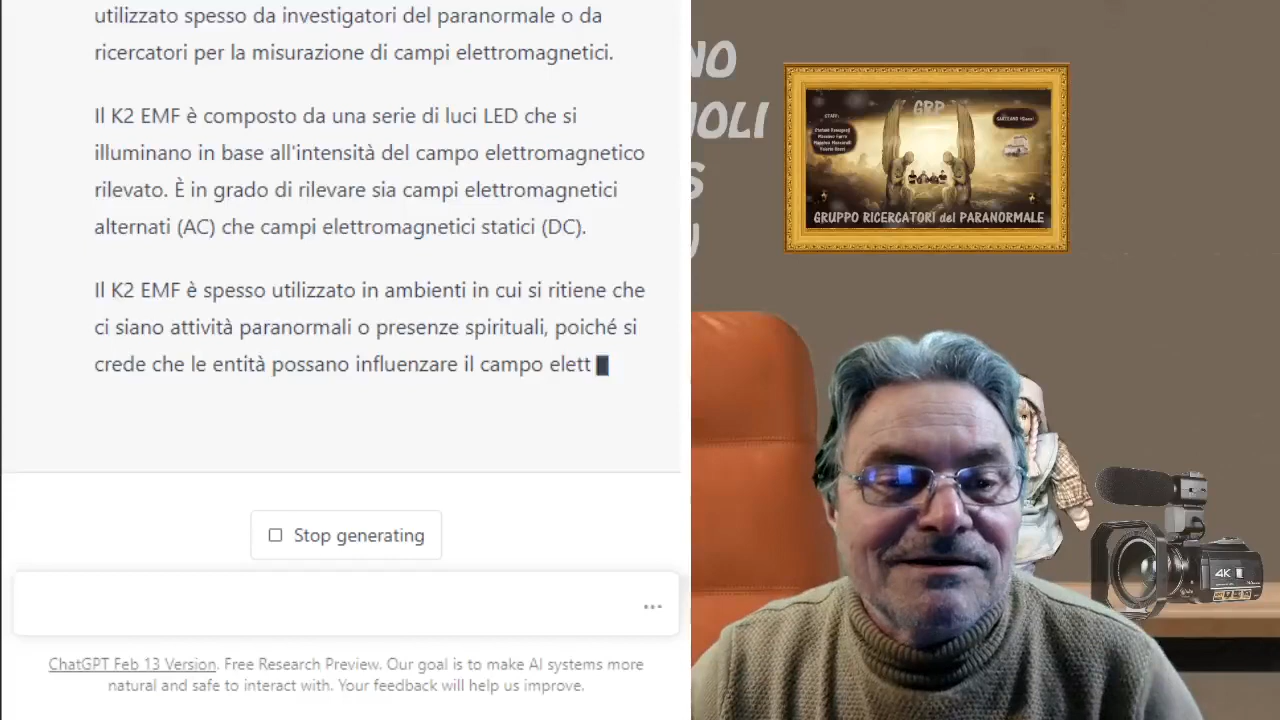 utilizzato spesso da investigatori del paranormale o da
ricercatori per la misurazione di campi elettromagnetici.
Il K2 EMF è composto da una serie di luci LED che si
illuminano in base all'intensità del campo elettromagnetico
rilevato. È in grado di rilevare sia campi elettromagnetici
alternati (AC) che campi elettromagnetici statici (DC).
Il K2 EMF è spesso utilizzato in ambienti in cui si ritiene che
ci siano attività paranormali o presenze spirituali, poiché si
crede che le entità possano influenzare il campo elett
Stop generating
...
ChatGPT Feb 13 Version. Free Research Preview. Our goal is to make AI systems more
natural and safe to interact with. Your feedback will help us improve.
NO
OLI
S
GRP
STAFF:
GRUPPO RICERCATORI del PARANORMALE
4K